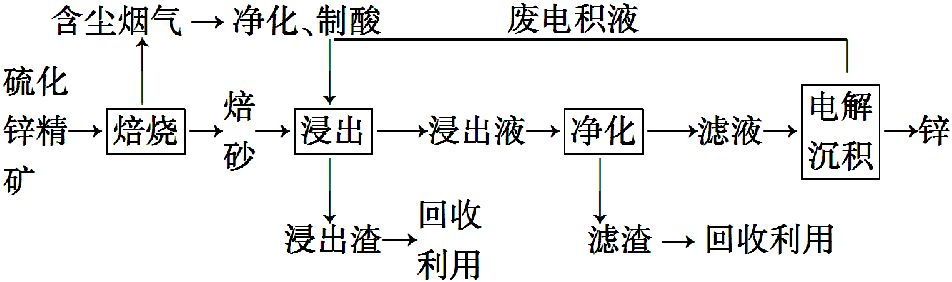 含尘烟气 净化、制酸 废电积液
硫化锌精矿 焙烧 焙砂 浸出 浸出液 净化 滤液 电解沉积 锌
浸出渣 回收利用 滤渣 回收利用